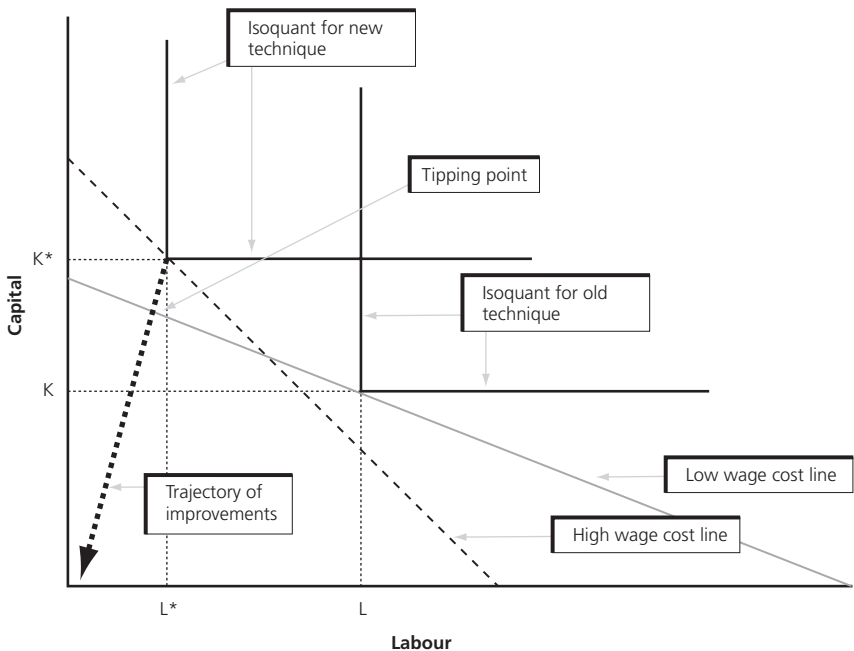 Isoquant for new
technique
Tipping point
K*
Isoquant for old
technique
Capital
K
Low wage cost line
Trajectory of
improvements
High wage cost line
L*
L
Labour